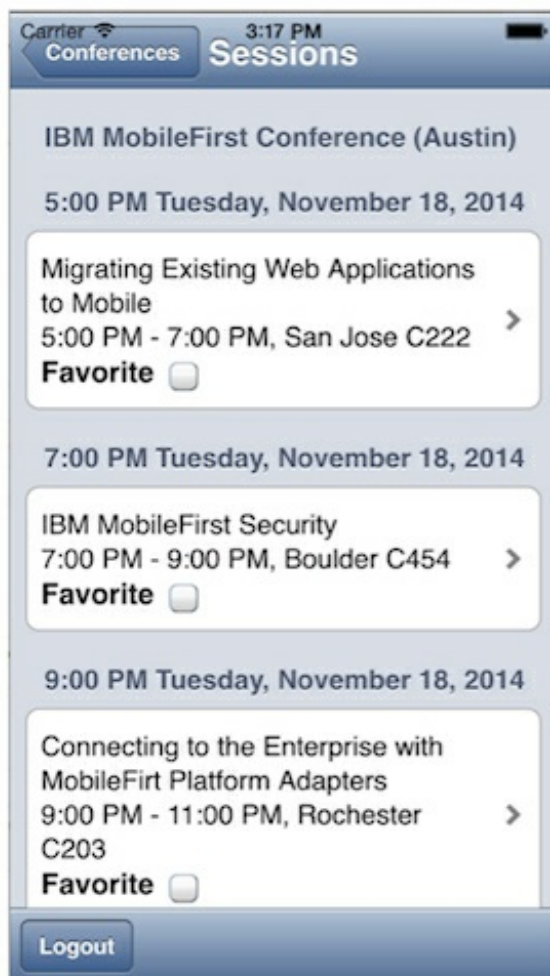 Carrier 3:17 PM
Conferences Sessions
IBM MobileFirst Conference (Austin)
5:00 PM Tuesday, November 18, 2014
Migrating Existing Web Applications
to Mobile
5:00 PM - 7:00 PM, San Jose C222
Favorite
7:00 PM Tuesday, November 18, 2014
IBM MobileFirst Security
7:00 PM - 9:00 PM, Boulder C454
Favorite
9:00 PM Tuesday, November 18, 2014
Connecting to the Enterprise with
MobileFirt Platform Adapters
9:00 PM - 11:00 PM, Rochester
C203
Favorite
Logout